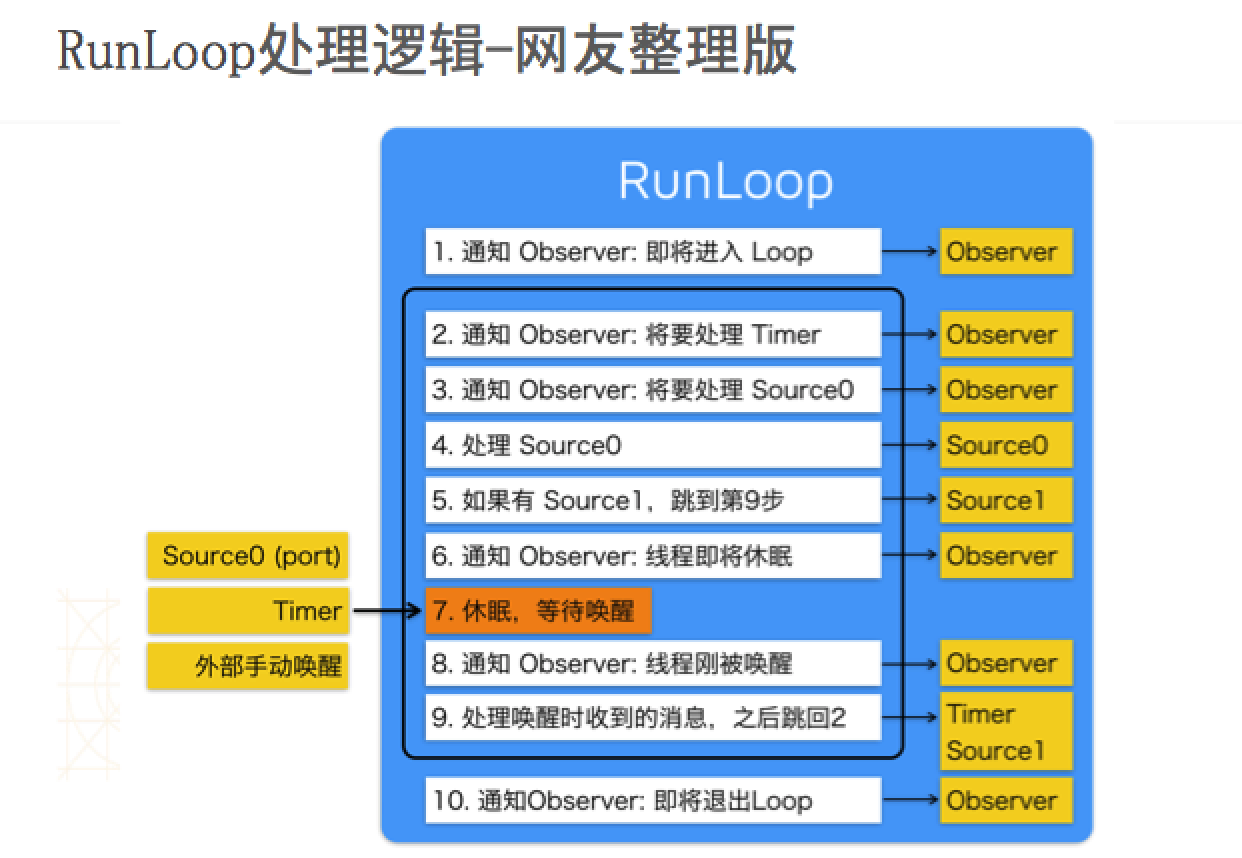 RunLoop处理逻辑-网友整理版
RunLoop
1. 通知 Observer: 即将进入 Loop
Observer
2. 通知 Observer: 将要处理 Timer
Observer
3. 通知 Observer: 将要处理 Source0
Observer
4. 处理 Source0
Source0
5. 如果有 Source1，跳到第9步
Source1
Source0 (port)
6. 通知 Observer: 线程即将休眠
Observer
Timer
7. 休眠，等待唤醒
外部手动唤醒
8. 通知 Observer: 线程刚被唤醒
Observer
9. 处理唤醒时收到的消息，之后跳回2
Timer
Source1
10. 通知Observer: 即将退出Loop
Observer